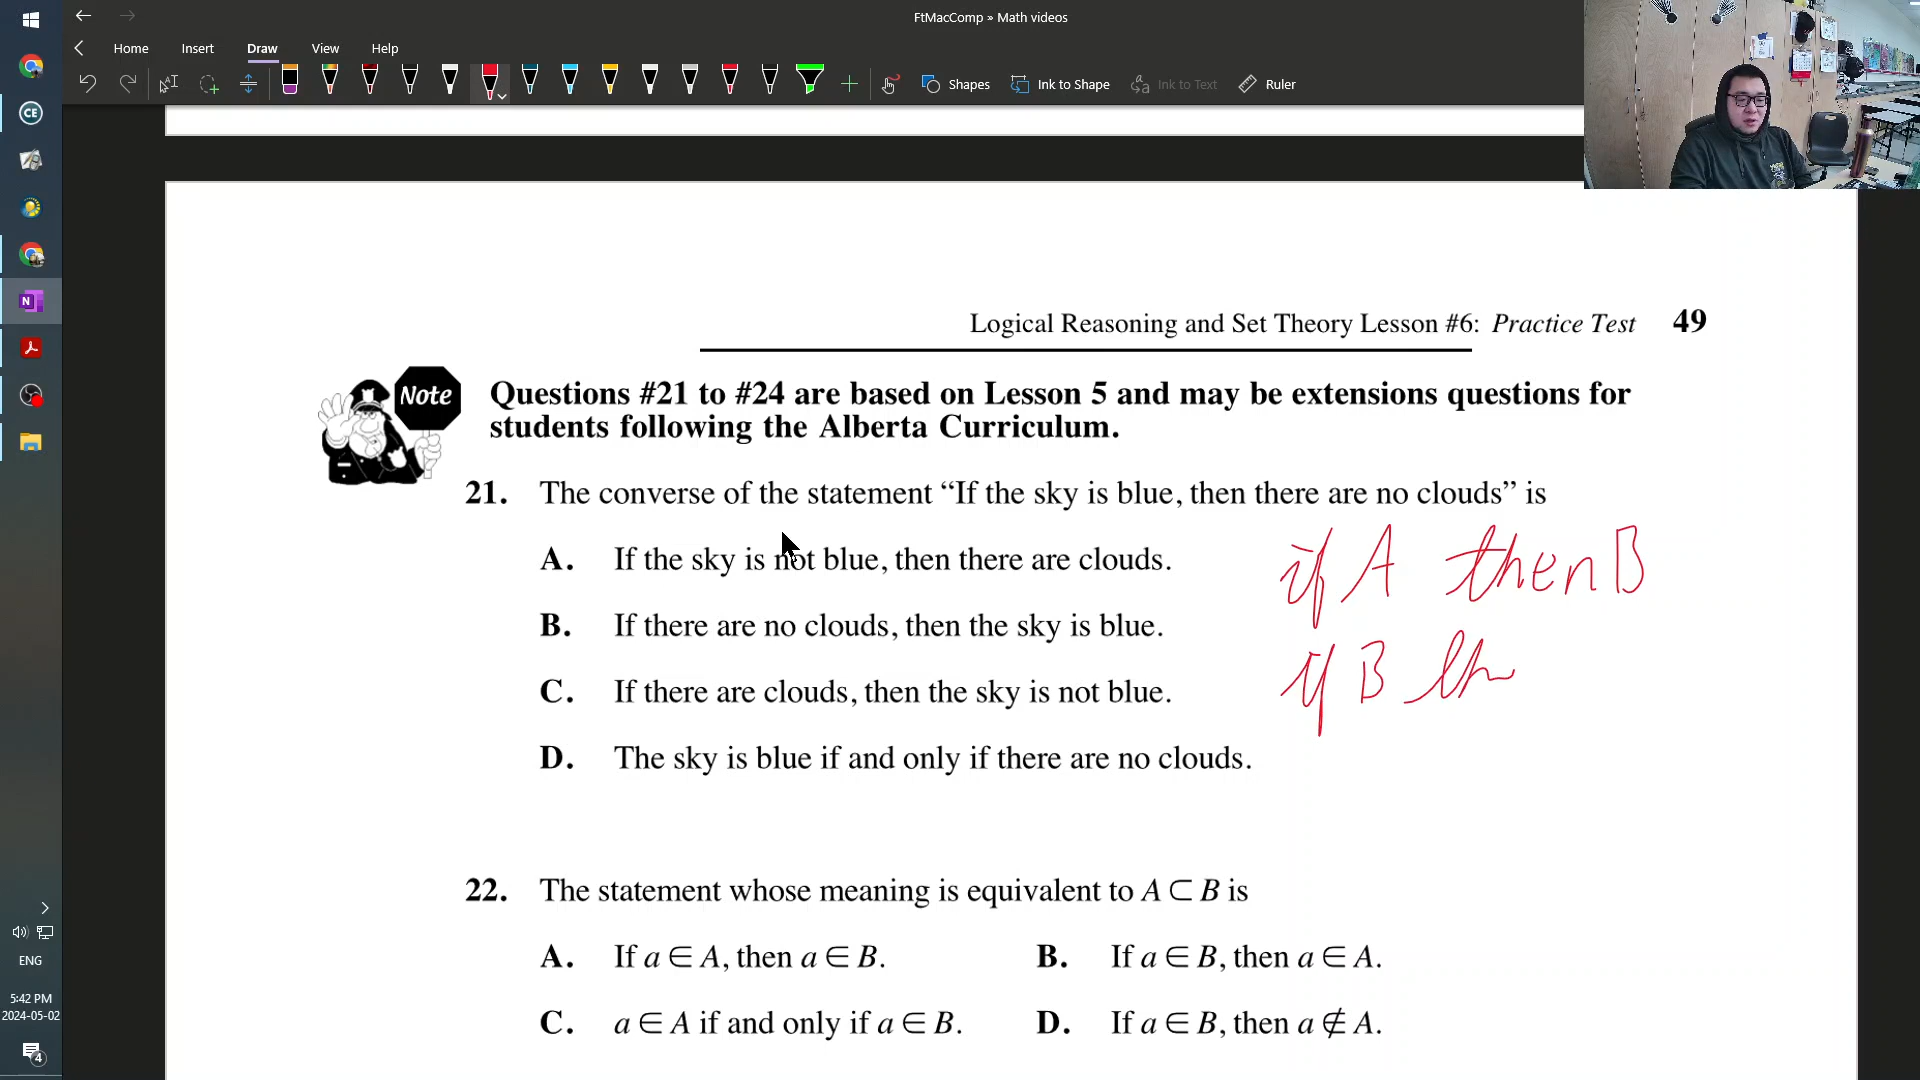 FtMacComp » Math videos
Home Insert Draw View Help
Shapes Ink to Shape Ink to Text Ruler
Logical Reasoning and Set Theory Lesson #6: Practice Test 49
Note
Questions #21 to #24 are based on Lesson 5 and may be extensions questions for
students following the Alberta Curriculum.
21. The converse of the statement “If the sky is blue, then there are no clouds” is
A. If the sky is not blue, then there are clouds.
B. If there are no clouds, then the sky is blue.
C. If there are clouds, then the sky is not blue.
D. The sky is blue if and only if there are no clouds.
if A then B
if B th
22. The statement whose meaning is equivalent to A ⊂ B is
A. If a ∈ A, then a ∈ B. B. If a ∈ B, then a ∈ A.
C. a ∈ A if and only if a ∈ B. D. If a ∈ B, then a ∉ A.
CE
N
ENG
5:42 PM
2024-05-02
4